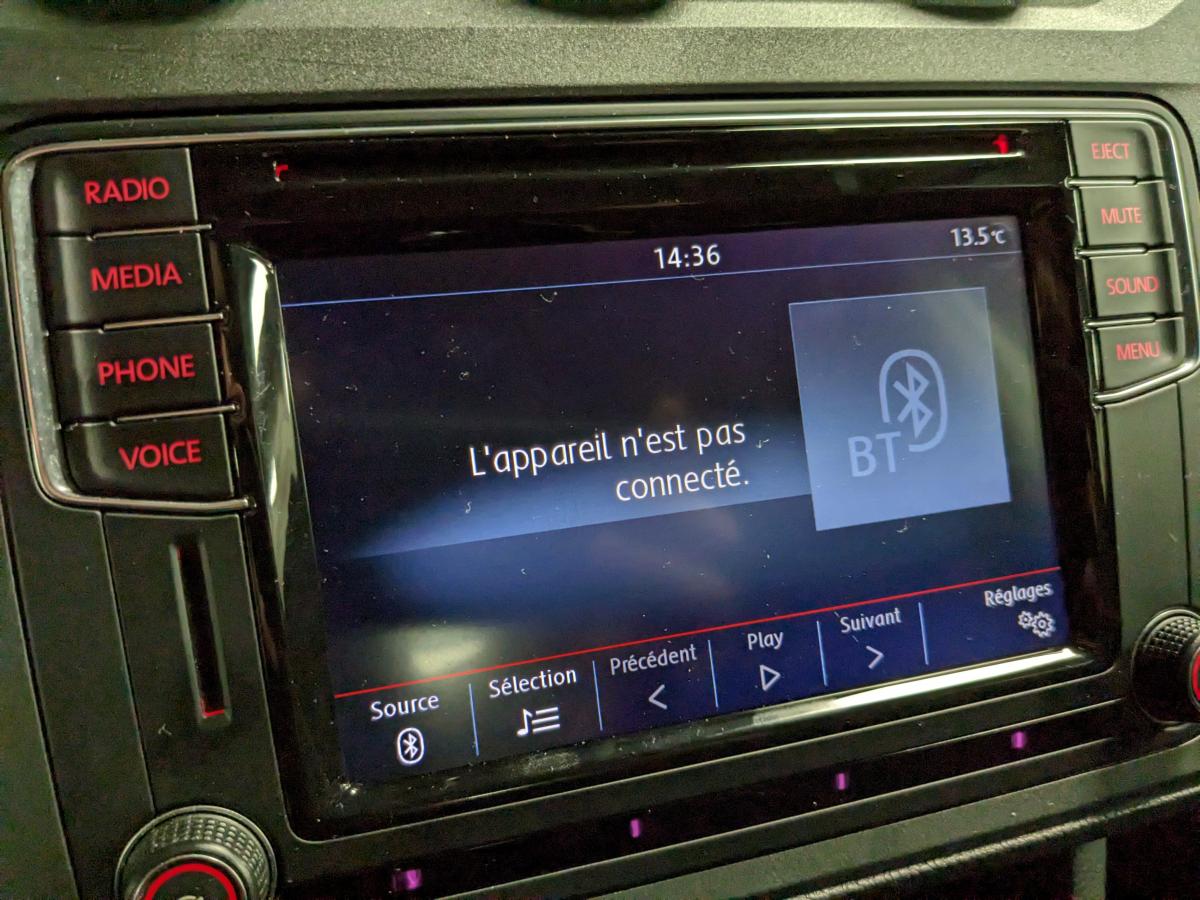 RADIO
MEDIA
PHONE
VOICE
EJECT
MUTE
SOUND
MENU
14:36
13.5°C
L'appareil n'est pas
connecté.
BT
Source
Sélection
Précédent
Play
Suivant
Réglages